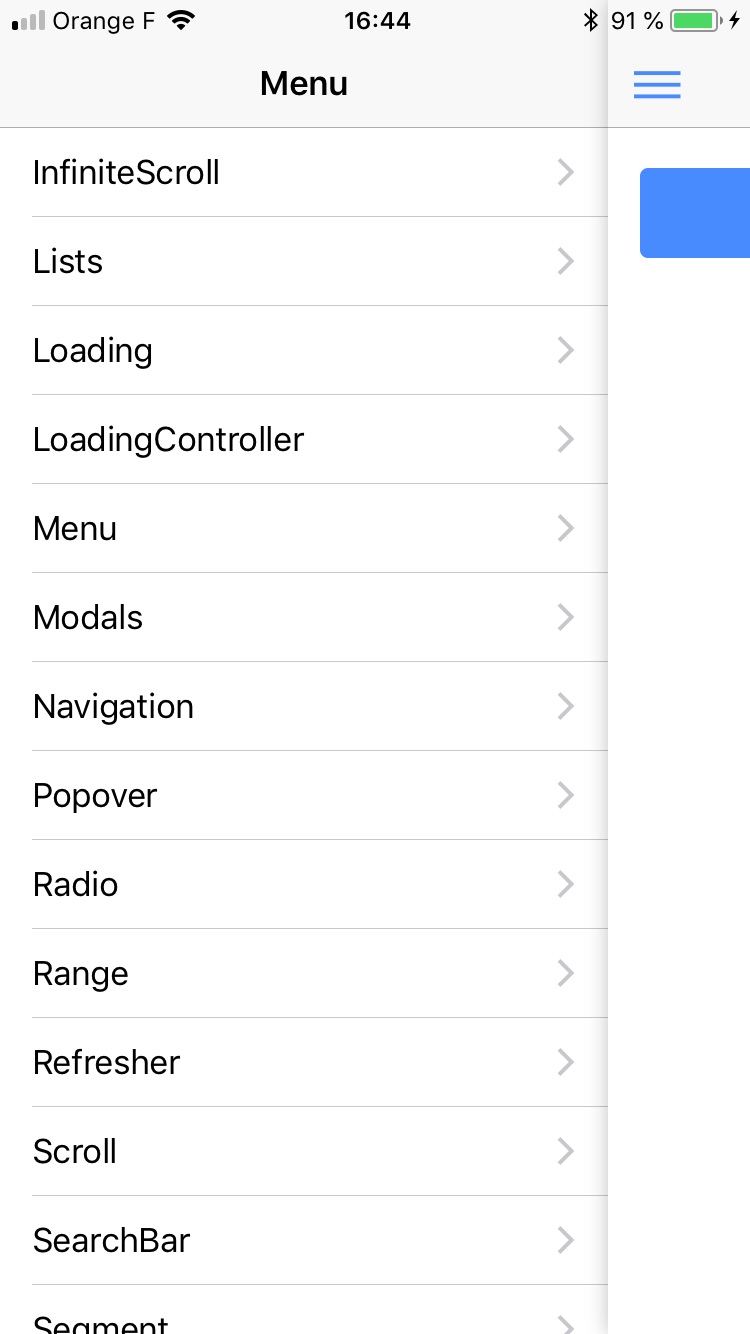 Orange F 16:44 91 %
Menu
InfiniteScroll
Lists
Loading
LoadingController
Menu
Modals
Navigation
Popover
Radio
Range
Refresher
Scroll
SearchBar
Segment